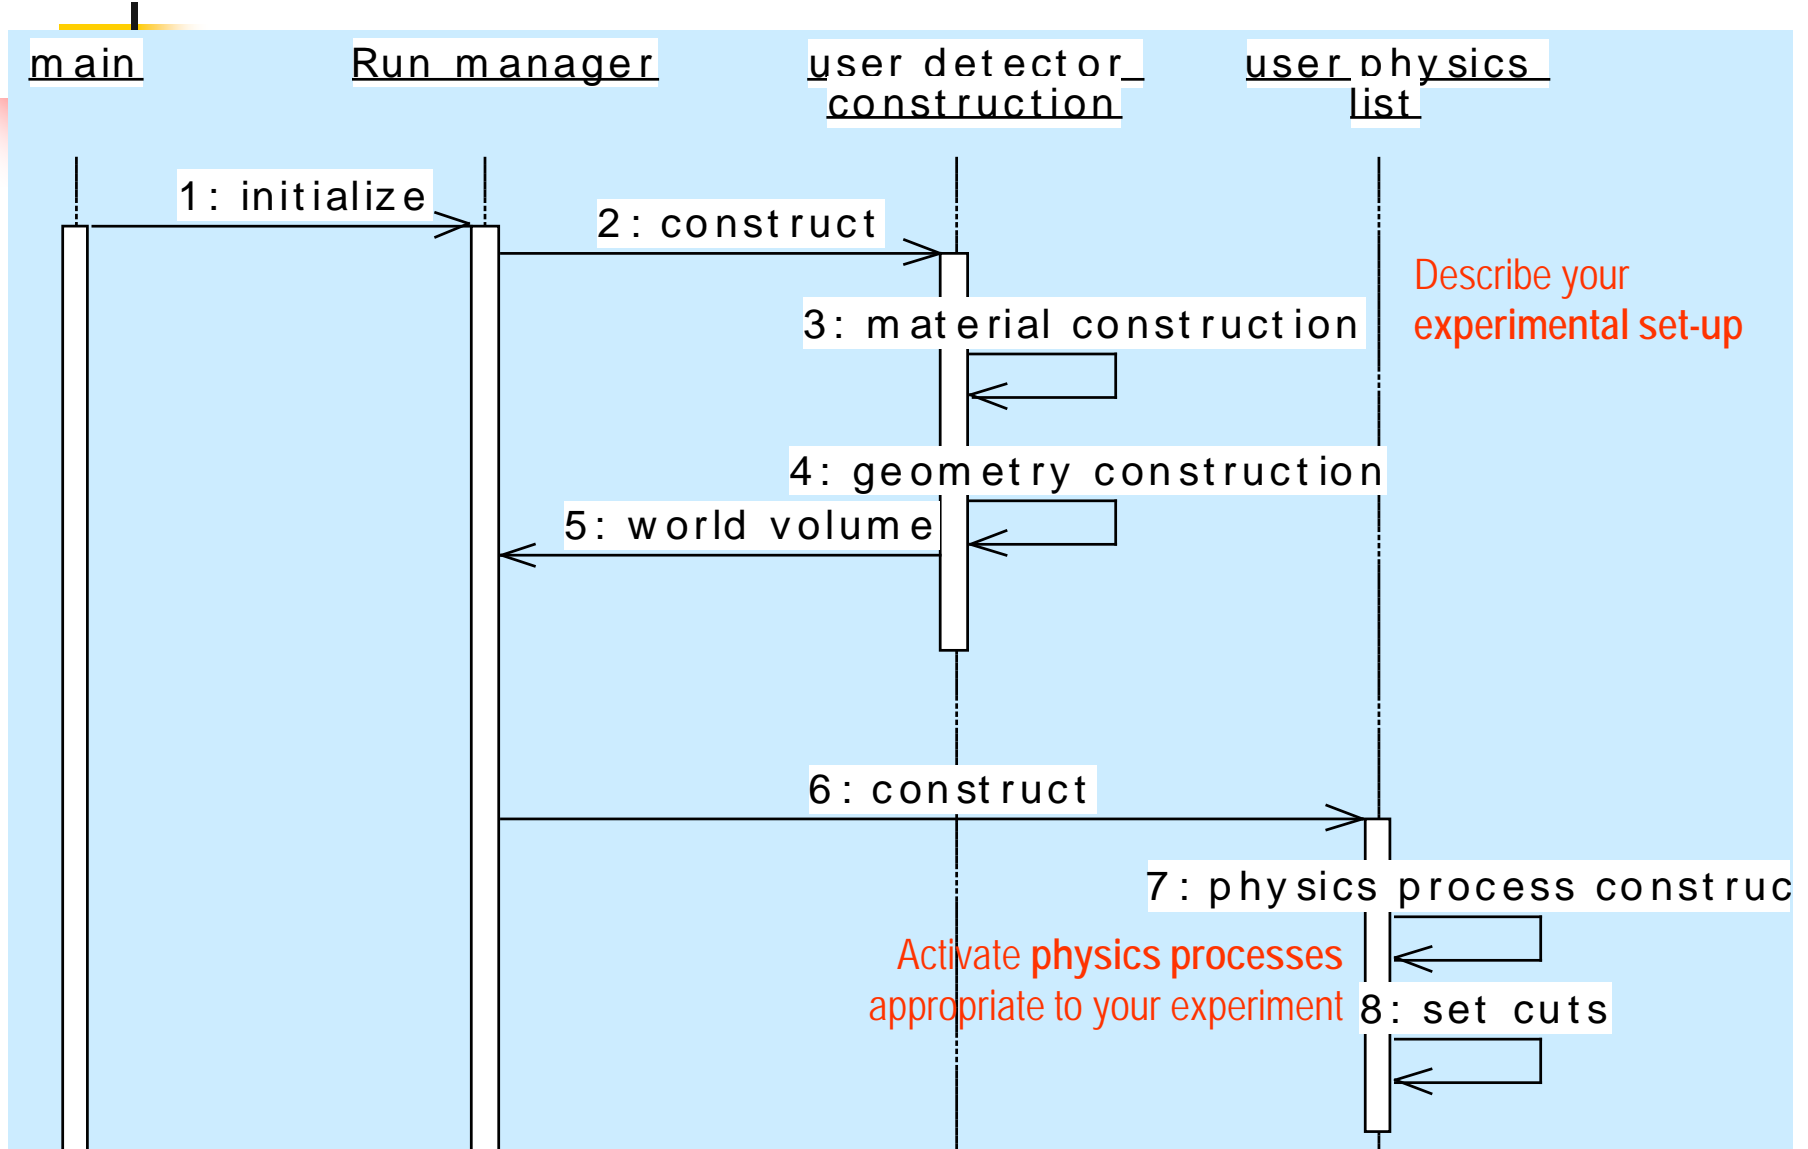 main
Run manager
user detector
construction
user physics
list
1: initialize
2: construct
Describe your
experimental set-up
3: material construction
4: geometry construction
5: world volume
6: construct
7: physics process construc
Activate physics processes
appropriate to your experiment
8: set cuts